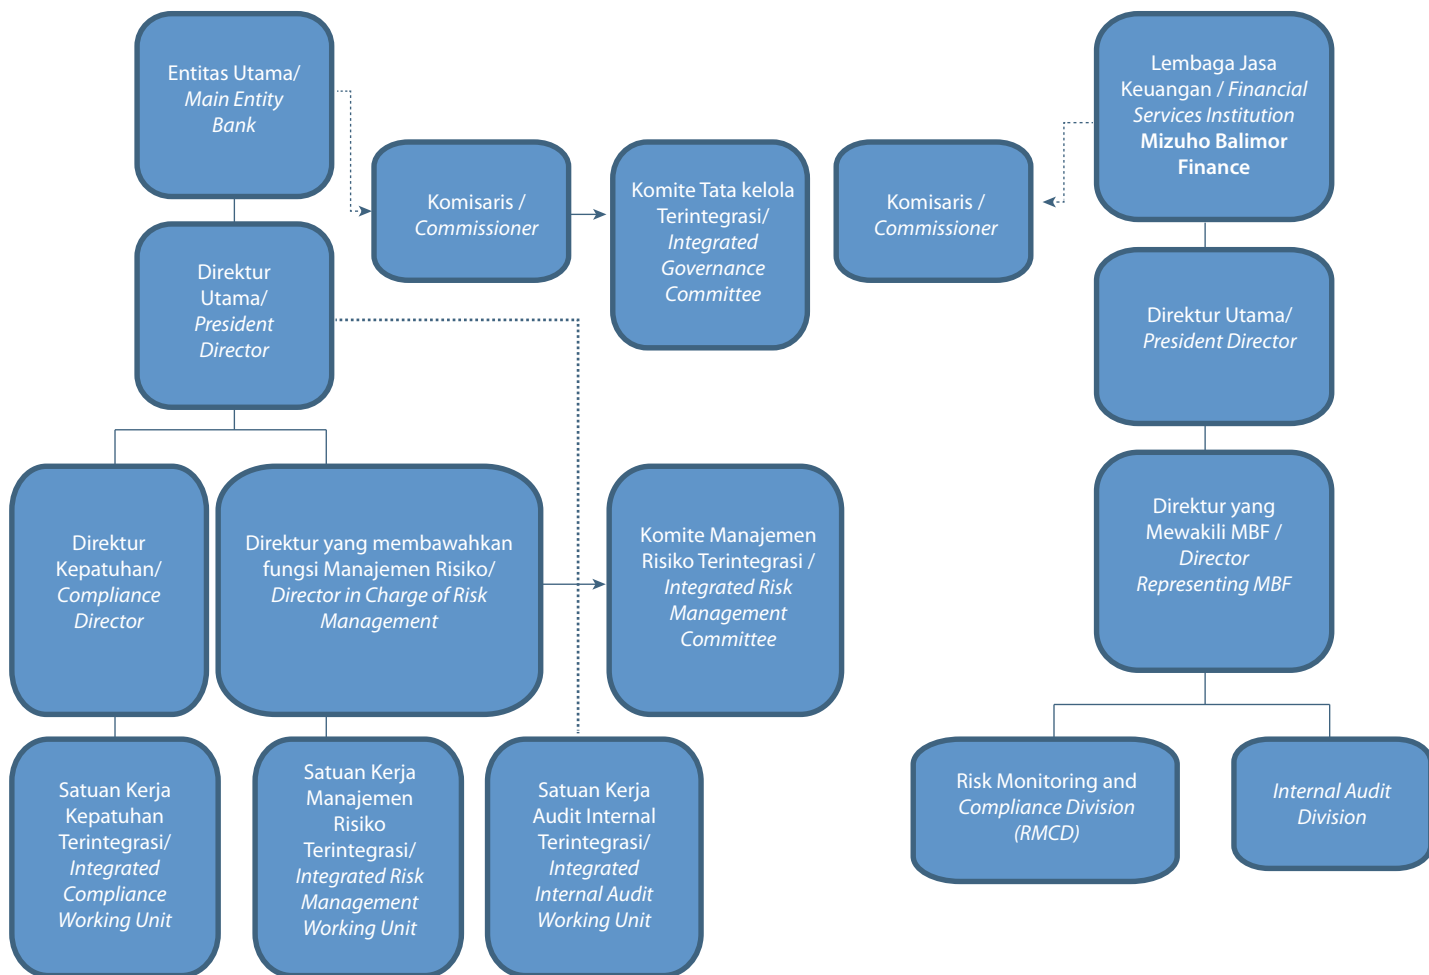 Entitas Utama/
Main Entity
Bank
Lembaga Jasa
Keuangan / Financial
Services Institution
Mizuho Balimor
Finance
Komisaris /
Commissioner
Komite Tata kelola
Terintegrasi/
Integrated
Governance
Committee
Komisaris /
Commissioner
Direktur
Utama/
President
Director
Direktur Utama/
President Director
Direktur
Kepatuhan/
Compliance
Director
Direktur yang membawahkan
fungsi Manajemen Risiko/
Director in Charge of Risk
Management
Komite Manajemen
Risiko Terintegrasi /
Integrated Risk
Management
Committee
Direktur yang
Mewakili MBF /
Director
Representing MBF
Satuan Kerja
Kepatuhan
Terintegrasi/
Integrated
Compliance
Working Unit
Satuan Kerja
Manajemen
Risiko
Terintegrasi/
Integrated Risk
Management
Working Unit
Satuan Kerja
Audit Internal
Terintegrasi/
Integrated
Internal Audit
Working Unit
Risk Monitoring and
Compliance Division
(RMCD)
Internal Audit
Division